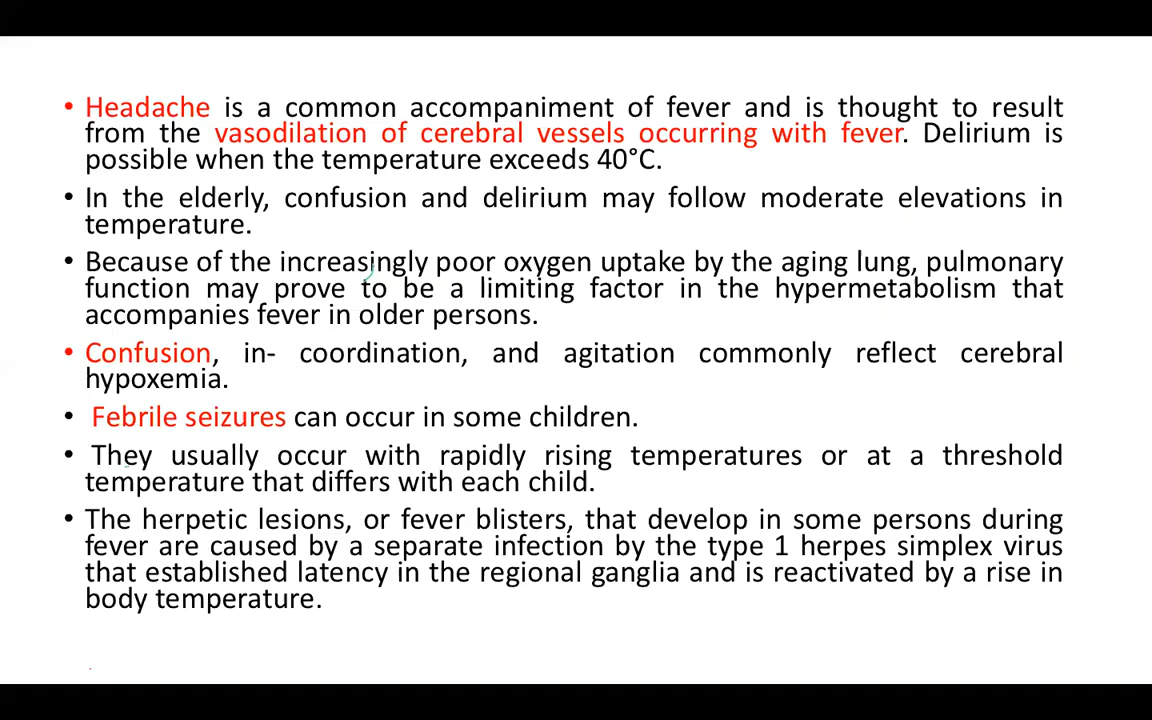 • Headache is a common accompaniment of fever and is thought to result
from the vasodilation of cerebral vessels occurring with fever. Delirium is
possible when the temperature exceeds 40°C.
• In the elderly, confusion and delirium may follow moderate elevations in
temperature.
• Because of the increasingly poor oxygen uptake by the aging lung, pulmonary
function may prove to be a limiting factor in the hypermetabolism that
accompanies fever in older persons.
• Confusion, in- coordination, and agitation commonly reflect cerebral
hypoxemia.
• Febrile seizures can occur in some children.
• They usually occur with rapidly rising temperatures or at a threshold
temperature that differs with each child.
• The herpetic lesions, or fever blisters, that develop in some persons during
fever are caused by a separate infection by the type 1 herpes simplex virus
that established latency in the regional ganglia and is reactivated by a rise in
body temperature.